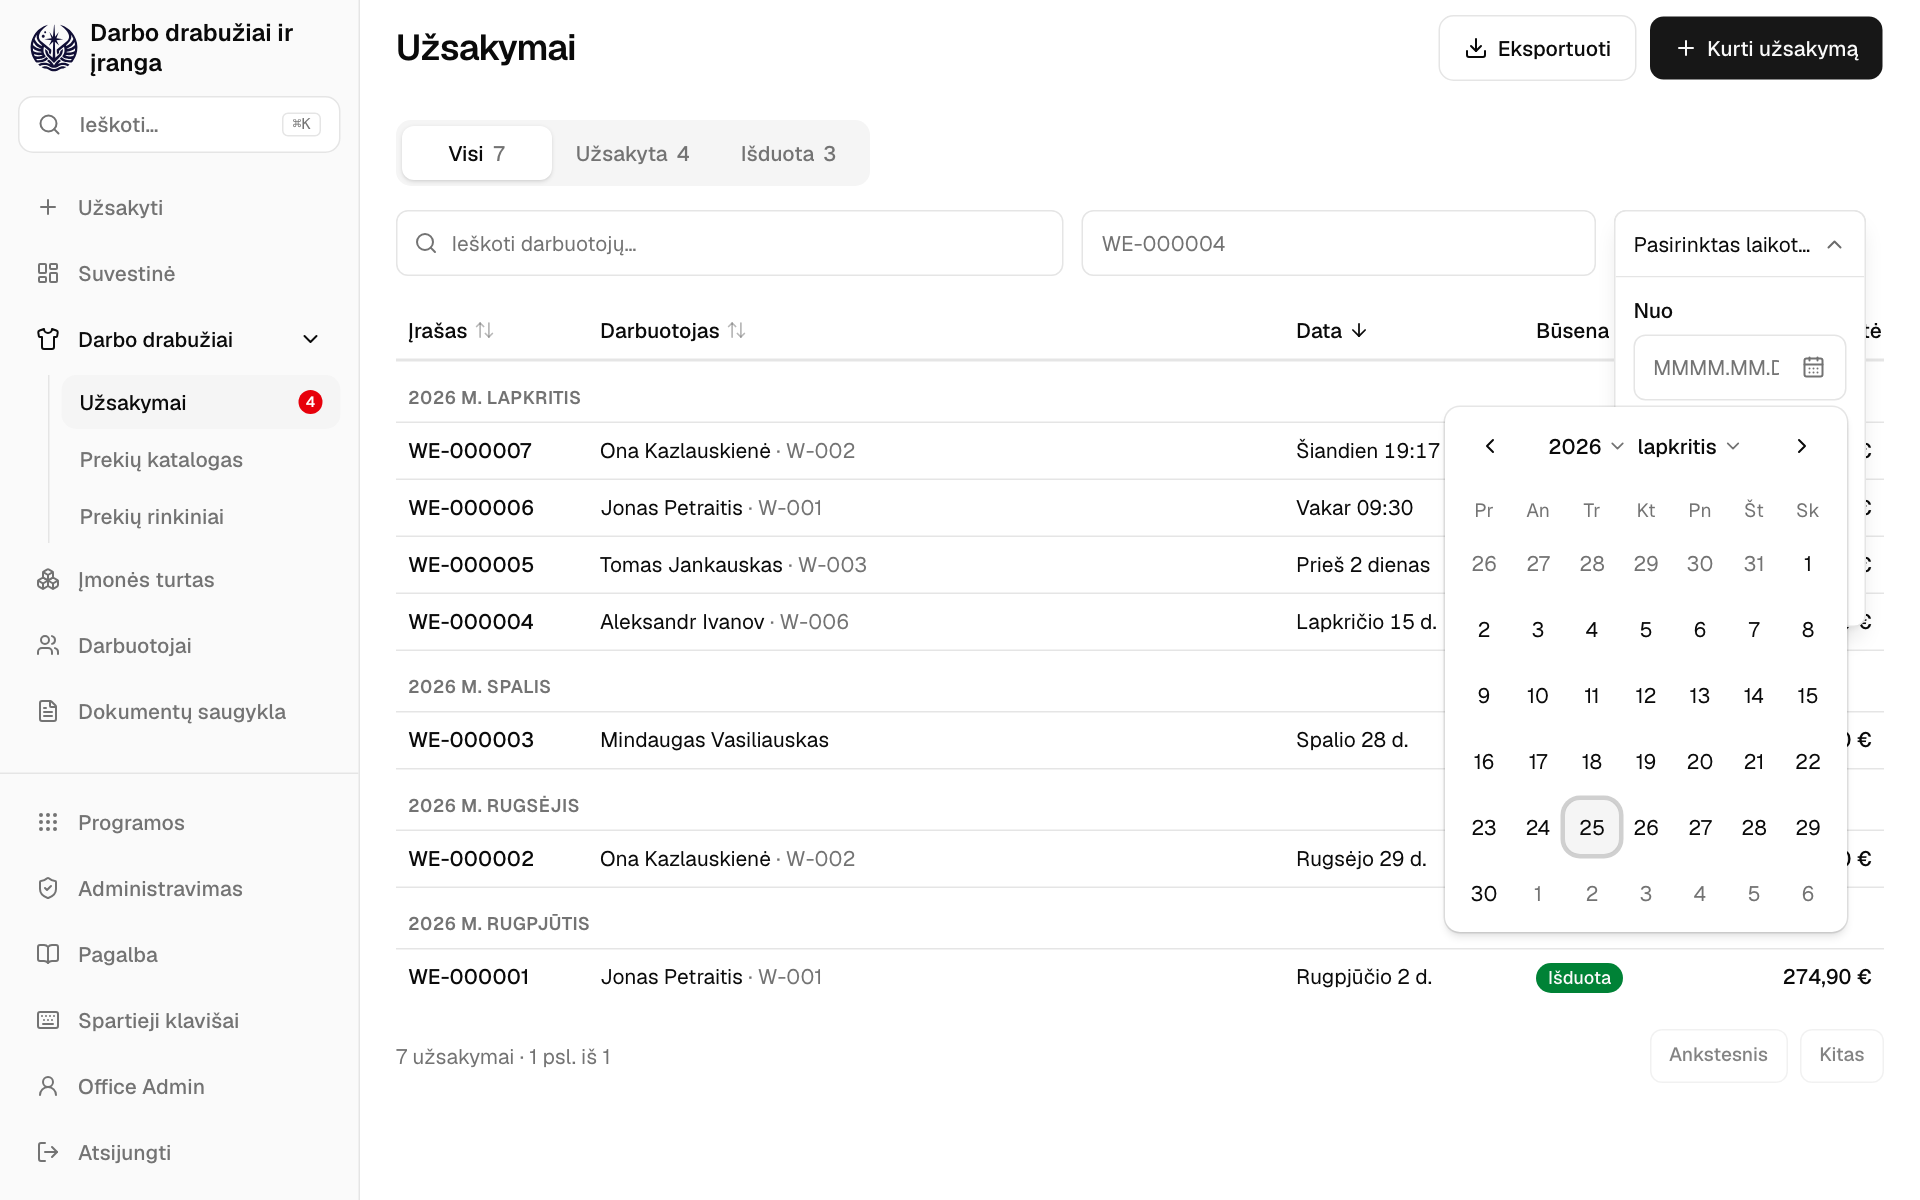 Darbo drabužiai ir
įranga
Ieškoti...
⌘K
Užsakyti
Suvestinė
Darbo drabužiai
Užsakymai
4
Prekių katalogas
Prekių rinkiniai
Įmonės turtas
Darbuotojai
Dokumentų saugykla
Programos
Administravimas
Pagalba
Spartieji klavišai
Office Admin
Atsijungti
Užsakymai
Eksportuoti
Kurti užsakymą
Visi 7
Užsakyta 4
Išduota 3
Ieškoti darbuotojų...
WE-000004
Pasirinktas laikot...
Nuo
MMMM.MM.D
Įrašas
Darbuotojas
Data
Būsena
2026 M. LAPKRITIS
WE-000007 Ona Kazlauskienė · W-002 Šiandien 19:17
WE-000006 Jonas Petraitis · W-001 Vakar 09:30
WE-000005 Tomas Jankauskas · W-003 Prieš 2 dienas
WE-000004 Aleksandr Ivanov · W-006 Lapkričio 15 d. €
2026 M. SPALIS
WE-000003 Mindaugas Vasiliauskas Spalio 28 d. €
2026 M. RUGSĖJIS
WE-000002 Ona Kazlauskienė · W-002 Rugsėjo 29 d. €
2026 M. RUGPJŪTIS
WE-000001 Jonas Petraitis · W-001 Rugpjūčio 2 d. Išduota 274,90 €
2026 lapkritis
Pr An Tr Kt Pn Št Sk
26 27 28 29 30 31 1
2 3 4 5 6 7 8
9 10 11 12 13 14 15
16 17 18 19 20 21 22
23 24 25 26 27 28 29
30 1 2 3 4 5 6
7 užsakymai · 1 psl. iš 1
Ankstesnis
Kitas